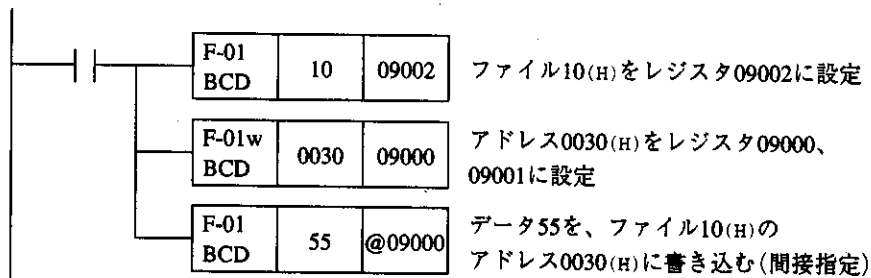 F-01
BCD
10
09002
ファイル10(H)をレジスタ09002に設定
F-01w
BCD
0030
09000
アドレス0030(H)をレジスタ09000、
09001に設定
F-01
BCD
55
@09000
データ55を、ファイル10(H)の
アドレス0030(H)に書き込む(間接指定)